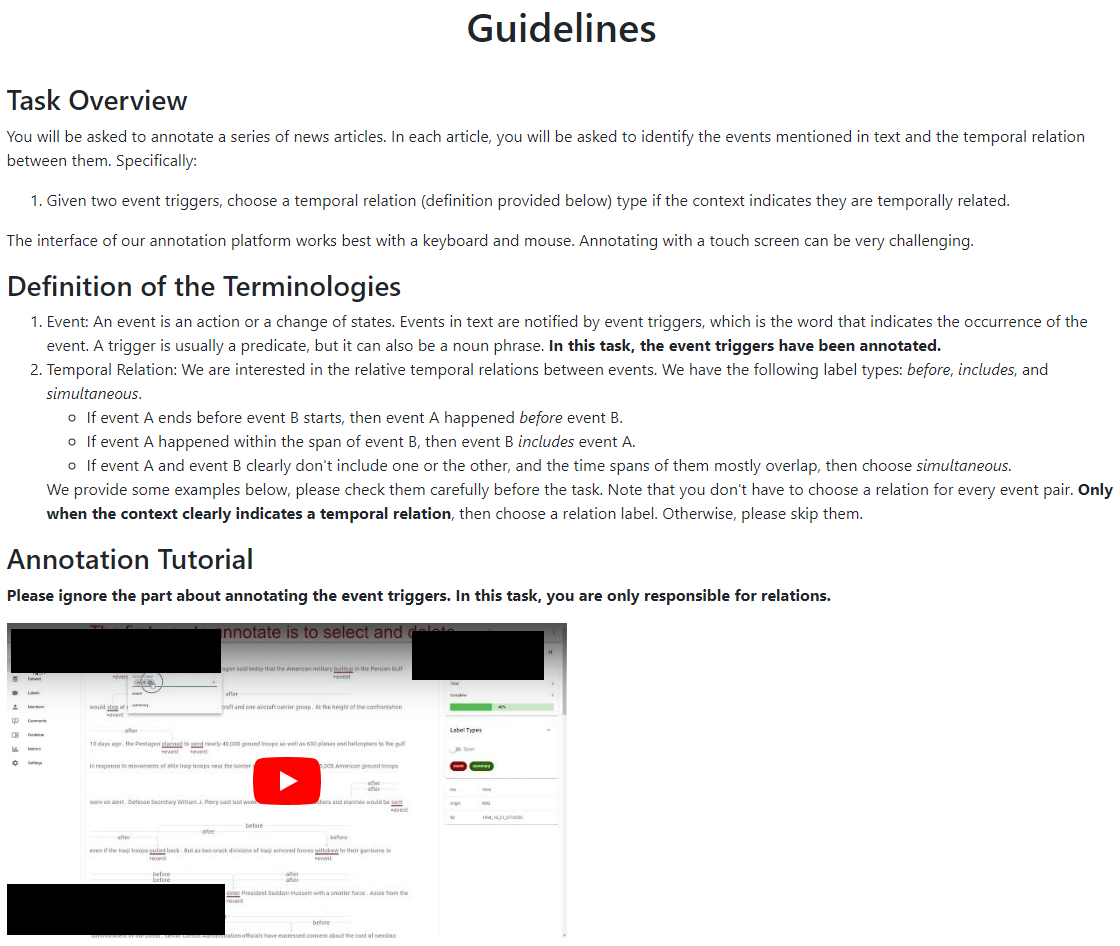 Guidelines
Task Overview
You will be asked to annotate a series of news articles. In each article, you will be asked to identify the events mentioned in text and the temporal relation
between them. Specifically:
1. Given two event triggers, choose a temporal relation (definition provided below) type if the context indicates they are temporally related.
The interface of our annotation platform works best with a keyboard and mouse. Annotating with a touch screen can be very challenging.
Definition of the Terminologies
1. Event: An event is an action or a change of states. Events in text are notified by event triggers, which is the word that indicates the occurrence of the
event. A trigger is usually a predicate, but it can also be a noun phrase. In this task, the event triggers have been annotated.
2. Temporal Relation: We are interested in the relative temporal relations between events. We have the following label types: before, includes, and
simultaneous.
○ If event A ends before event B starts, then event A happened before event B.
○ If event A happened within the span of event B, then event B includes event A.
○ If event A and event B clearly don't include one or the other, and the time spans of them mostly overlap, then choose simultaneous.
We provide some examples below, please check them carefully before the task. Note that you don't have to choose a relation for every event pair. Only
when the context clearly indicates a temporal relation, then choose a relation label. Otherwise, please skip them.
Annotation Tutorial
Please ignore the part about annotating the event triggers. In this task, you are only responsible for relations.
annotate is to select and
said today that the American military buildup in the Persian Gulf
+event
after
would stop at
craft and one aircraft carrier group . At the height of the confrontation
+event
after
10 days ago , the Pentagon planned to send nearly 40,000 ground troops as well as 600 planes and helicopters to the gulf
+event +event
in response to movements of elite Iraqi troops near the border
American ground troops
after
after
were on alert . Defense Secretary William J. Perry said last
and marines would be sent
+event
before
after after before
even if the Iraqi troops pulled back . But as two crack divisions of Iraqi armored forces withdrew to their garrisons in
+event +event
before after
before after
deter President Saddam Hussein with a smaller force . Aside from the
+event
before
officials have expressed concern about the cost of sending
Dataset
Labels
Members
Comments
Guideline
Metrics
Settings
event
summary
Complete
40%
Label Types
Span
event summary
Key Value